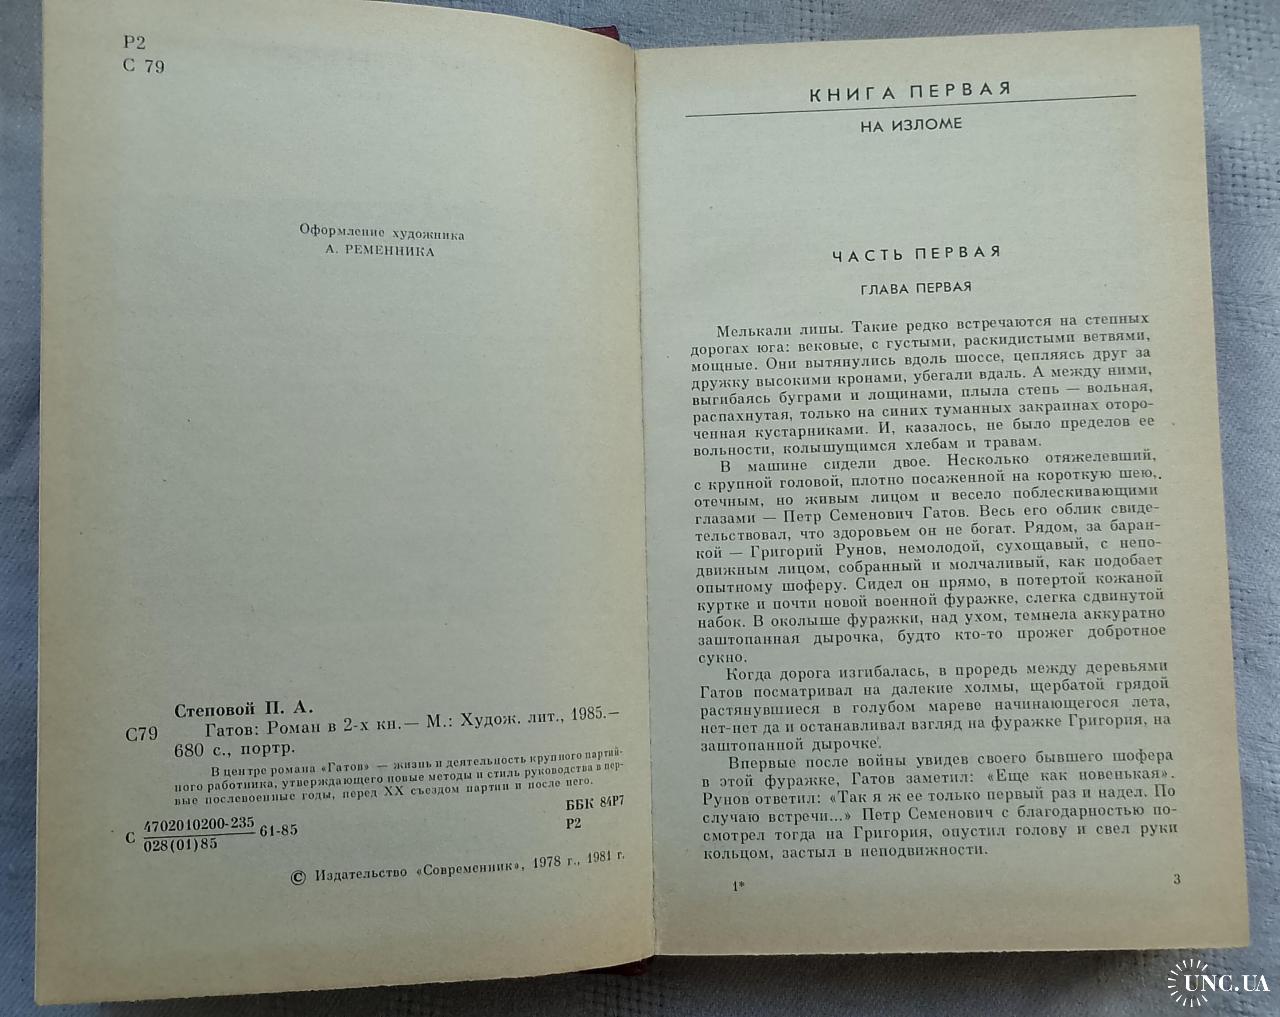 Р2
С 79
Оформление художника
А. РЕМЕННИКА
Степовой П. А.
С79 Гатов: Роман в 2-х кн.— М.: Худож. лит., 1985.—
680 с., портр.
В центре романа «Гатов» — жизнь и деятельность крупного партий-
ного работника, утверждающего новые методы и стиль руководства в пер-
вые послевоенные годы, перед XX съездом партии и после него.
С 4702010200-235 61-85
028(01)85
ББК 84Р7
Р2
© Издательство «Современник», 1978 г., 1981 г.
КНИГА ПЕРВАЯ
НА ИЗЛОМЕ
ЧАСТЬ ПЕРВАЯ
ГЛАВА ПЕРВАЯ
Мелькали липы. Такие редко встречаются на степных
дорогах юга: вековые, с густыми, раскидистыми ветвями,
мощные. Они вытянулись вдоль шоссе, цепляясь друг за
дружку высокими кронами, убегали вдаль. А между ними,
выгибаясь буграми и лощинами, плыла степь — вольная,
распахнутая, только на синих туманных закраинах оторо-
ченная кустарниками. И, казалось, не было пределов ее
вольности, колышущимся хлебам и травам.
В машине сидели двое. Несколько отяжелевший,
с крупной головой, плотно посаженной на короткую шею,
отечным, но живым лицом и весело поблескивающими
глазами — Петр Семенович Гатов. Весь его облик свиде-
тельствовал, что здоровьем он не богат. Рядом, за баран-
кой — Григорий Рунов, немолодой, сухощавый, с непо-
движным лицом, собранный и молчаливый, как подобает
опытному шоферу. Сидел он прямо, в потертой кожаной
куртке и почти новой военной фуражке, слегка сдвинутой
набок. В околыше фуражки, над ухом, темнела аккуратно
заштопанная дырочка, будто кто-то прожег добротное
сукно.
Когда дорога изгибалась, в проредь между деревьями
Гатов посматривал на далекие холмы, щербатой грядой
растянувшиеся в голубом мареве начинающегося лета,
нет-нет да и останавливал взгляд на фуражке Григория, на
заштопанной дырочке.
Впервые после войны увидев своего бывшего шофера
в этой фуражке, Гатов заметил: «Еще как новенькая».
Рунов ответил: «Так я ж ее только первый раз и надел. По
случаю встречи...» Петр Семенович с благодарностью по-
смотрел тогда на Григория, опустил голову и свел руки
кольцом, застыл в неподвижности.
1*
3
UNC.UA